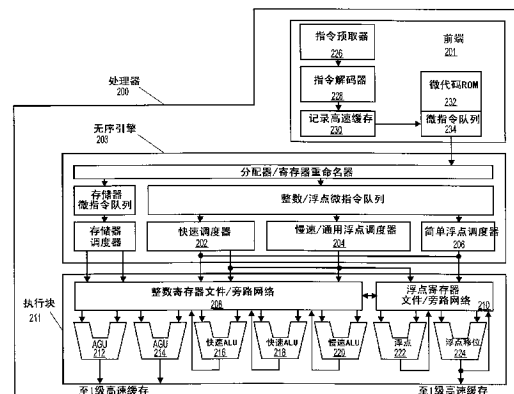 指令预取器
226
前端
201
指令解码器
228
微代码ROM
232
处理器
200
记录高速缓存
230
微指令队列
234
无序引擎
203
分配器/寄存器重命名器
存储器
微指令队列
整数/浮点微指令队列
存储器
调度器
快速调度器
202
慢速/通用浮点调度器
204
简单浮点调度器
206
执行块
211
整数寄存器文件/旁路网络
208
浮点寄存器
文件/旁路网络
210
AGU
212
AGU
214
快速ALU
216
快速ALU
218
慢速ALU
220
浮点
222
浮点移位
224
至1级高速缓存
至1级高速缓存